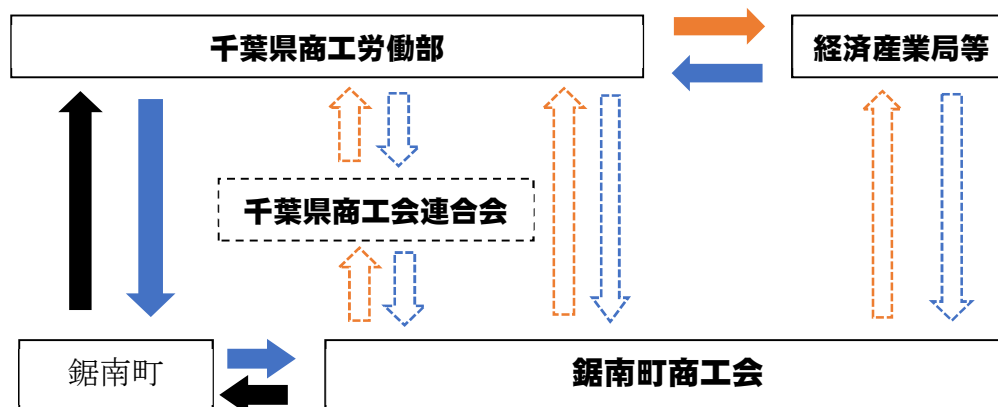 千葉県商工労働部
経済産業局等
千葉県商工会連合会
鋸南町
鋸南町商工会